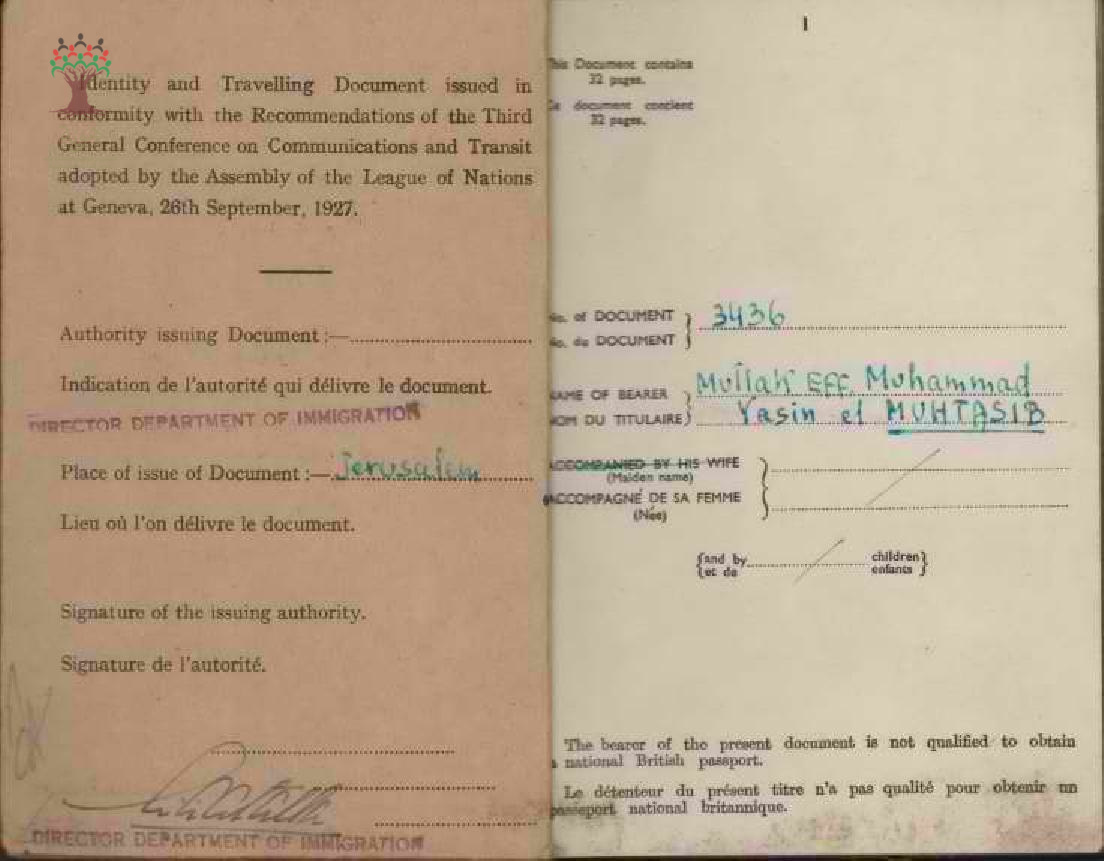 Identity and Travelling Document issued in
conformity with the Recommendations of the Third
General Conference on Communications and Transit
adopted by the Assembly of the League of Nations
at Geneva, 26th September, 1927.
Authority issuing Document :—
Indication de l'autorité qui délivre le document.
DIRECTOR DEPARTMENT OF IMMIGRATION
Place of issue of Document :— Jerusalem
Lieu où l'on délivre le document.
Signature of the issuing authority.
Signature de l'autorité.
DIRECTOR DEPARTMENT OF IMMIGRATION
1
This Document contains
32 pages.
Ce document contient
32 pages.
No. of DOCUMENT } 3436
No. du DOCUMENT
NAME OF BEARER } Muhammad
NOM DU TITULAIRE } Yasin el MUHTASIB
ACCOMPANIED BY HIS WIFE
(Maiden name)
ACCOMPAGNÉ DE SA FEMME
(Née)
{and by children}
{et de enfants}
The bearer of the present document is not qualified to obtain
a national British passport.
Le détenteur du présent titre n'a pas qualité pour obtenir un
passeport national britannique.